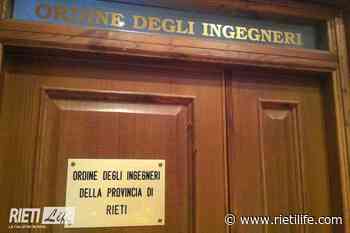 ORDINE DEGLI INGEGNERI
ORDINE DEGLI INGEGNERI
DELLA PROVINCIA DI
RIETI
RIETI Life
www.rietilife.com